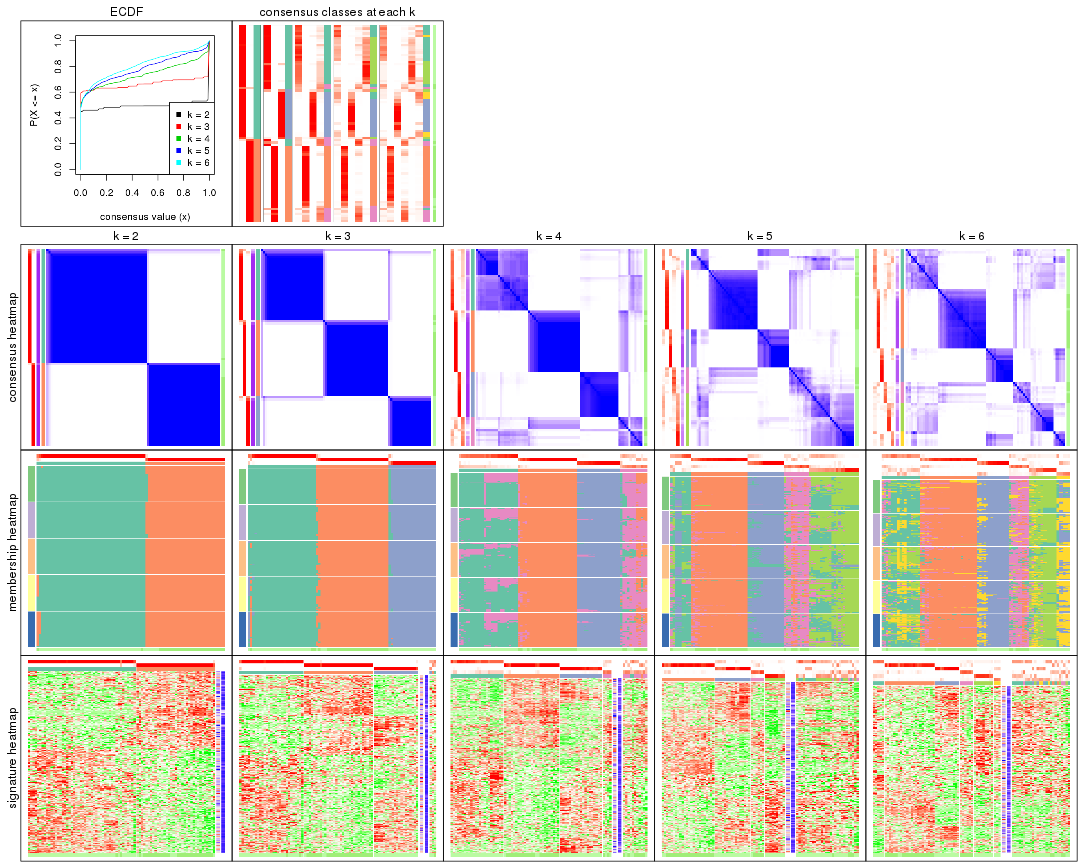 ECDF
consensus classes at each k
P(X <= x)
0.0 0.2 0.4 0.6 0.8 1.0
k = 2
k = 3
k = 4
k = 5
k = 6
0.0 0.2 0.4 0.6 0.8 1.0
consensus value (x)
k = 2
k = 3
k = 4
k = 5
k = 6
consensus heatmap
membership heatmap
signature heatmap